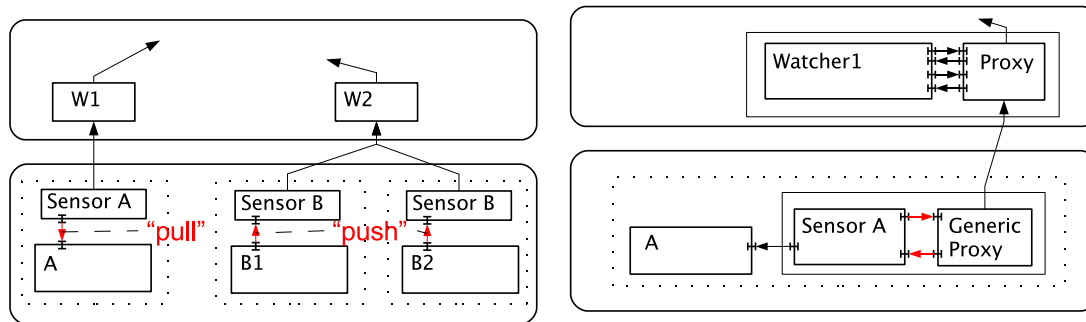 W1
W2
Sensor A
Sensor B
Sensor B
“pull”
“push”
A
B1
B2
Watcher1
Proxy
A
Sensor A
Generic
Proxy